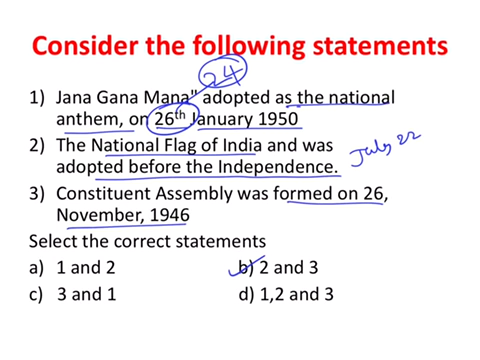 Consider the following statements
24
1) Jana Gana Mana" adopted as the national
anthem, on 26th January 1950
2) The National Flag of India and was
adopted before the Independence. July 22
3) Constituent Assembly was formed on 26,
November, 1946
Select the correct statements
a) 1 and 2 b) 2 and 3
c) 3 and 1 d) 1,2 and 3